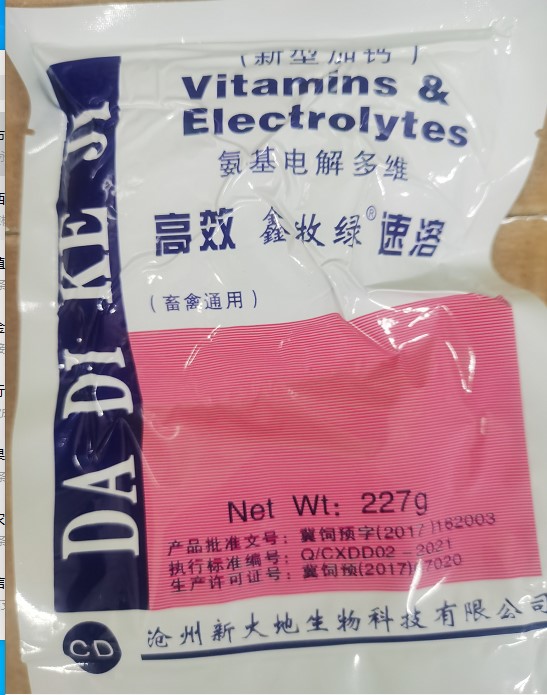 （新型加钙）
Vitamins &
Electrolytes
氨基电解多维
高效 鑫牧绿® 速溶
（畜禽通用）
DA DI KE JI
Net Wt: 227g
产品批准文号：冀饲预字(2017)182003
执行标准编号：Q/CXDD02-2021
生产许可证号：冀饲预(2017)07020
CD
沧州新大地生物科技有限公司